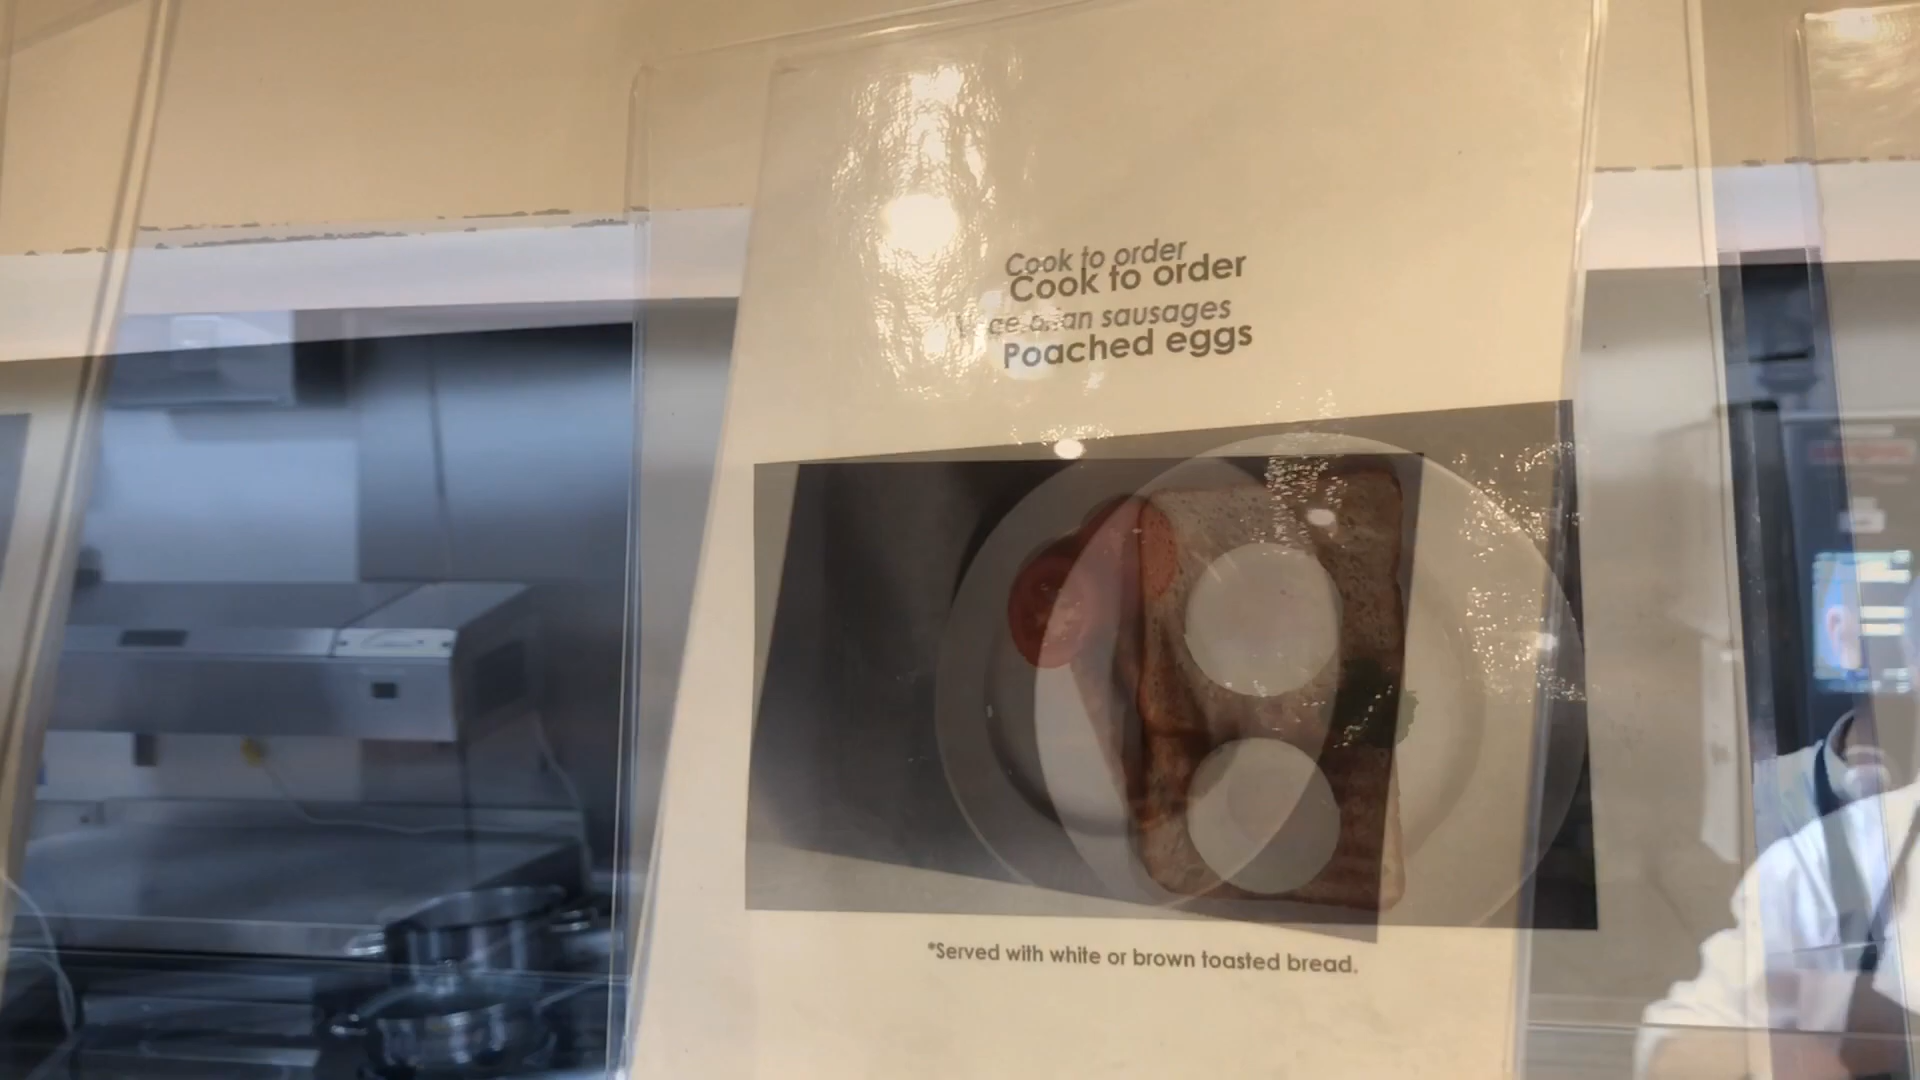 Cook to order
Cook to order
sausages
Poached eggs
*Served with white or brown toasted bread.